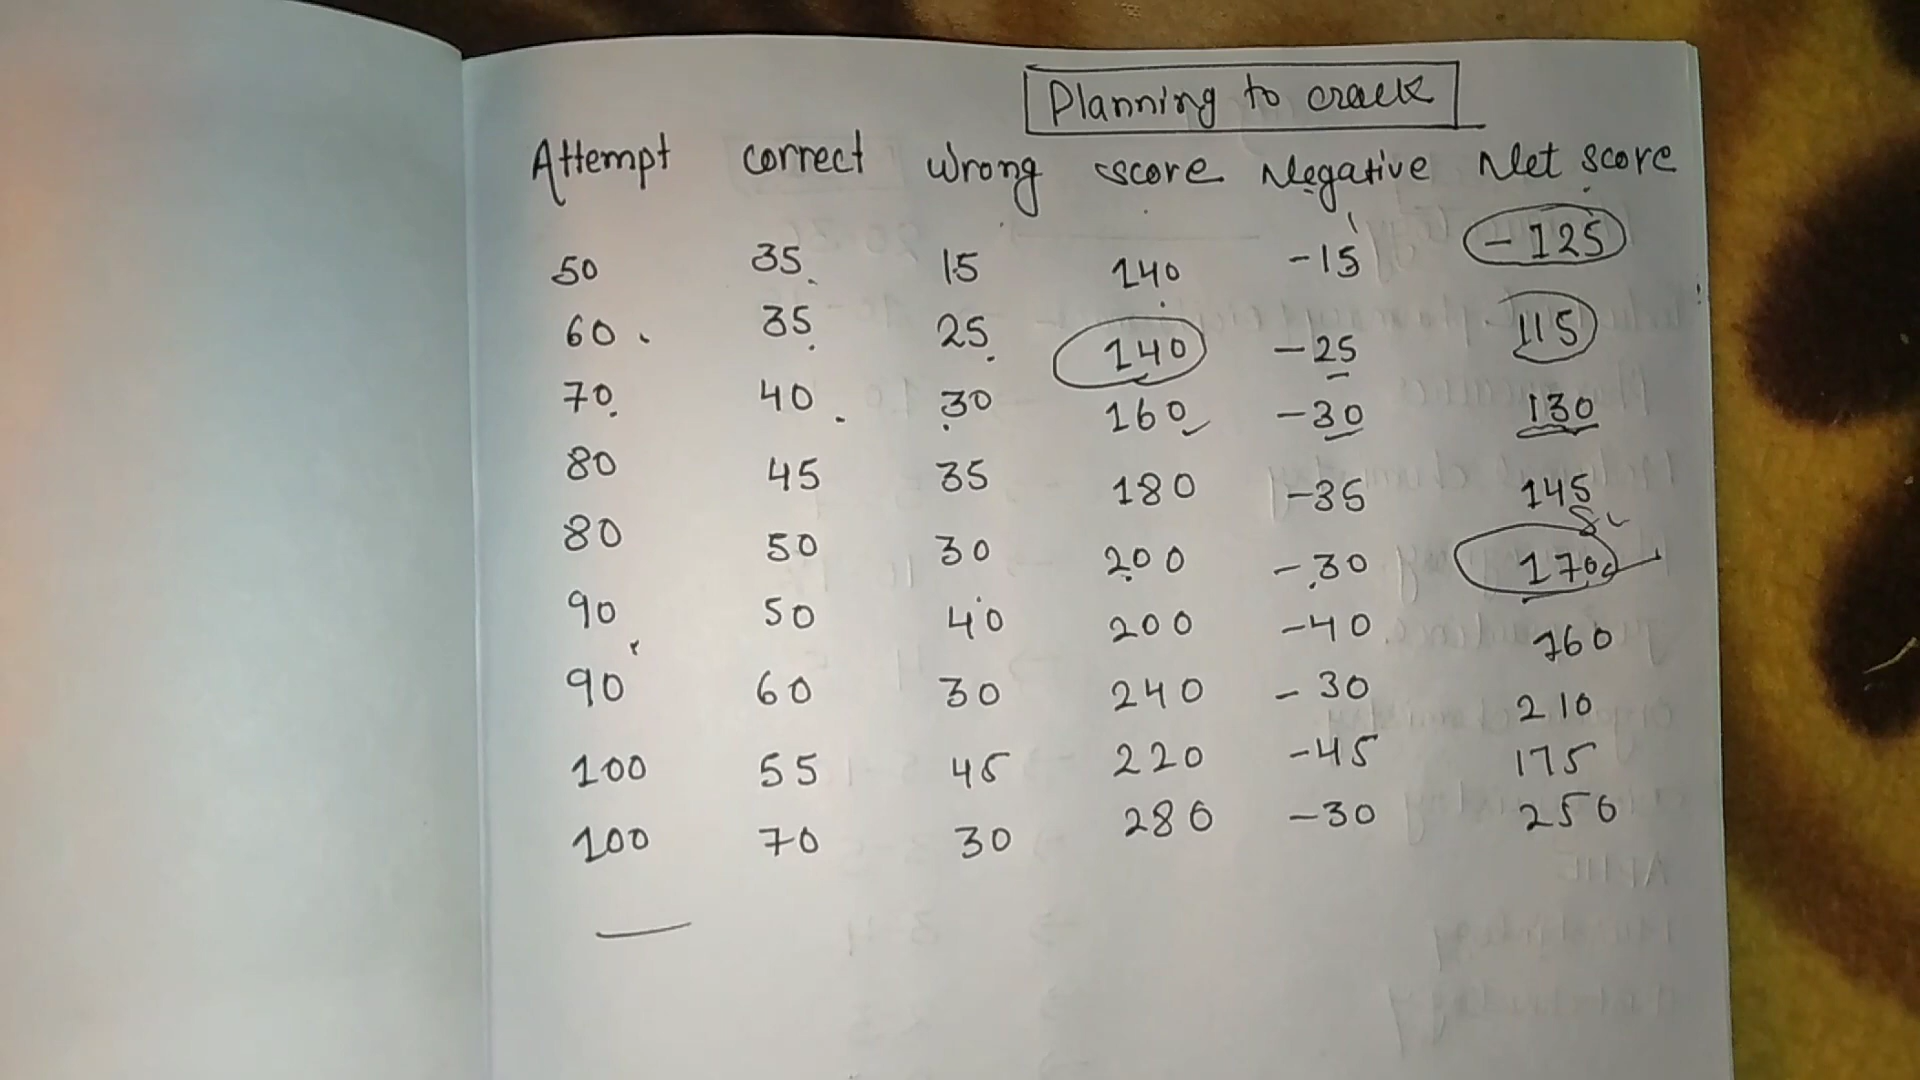 Planning to crack
Attempt correct Wrong score Negative Net score
50 35 15 140 -15 -125
60 35 25 140 -25 115
70 40 30 160 -30 130
80 45 35 180 -35 145
80 50 30 200 -30 170
90 50 40 200 -40 160
90 60 30 240 -30 210
100 55 45 220 -45 175
100 70 30 280 -30 250